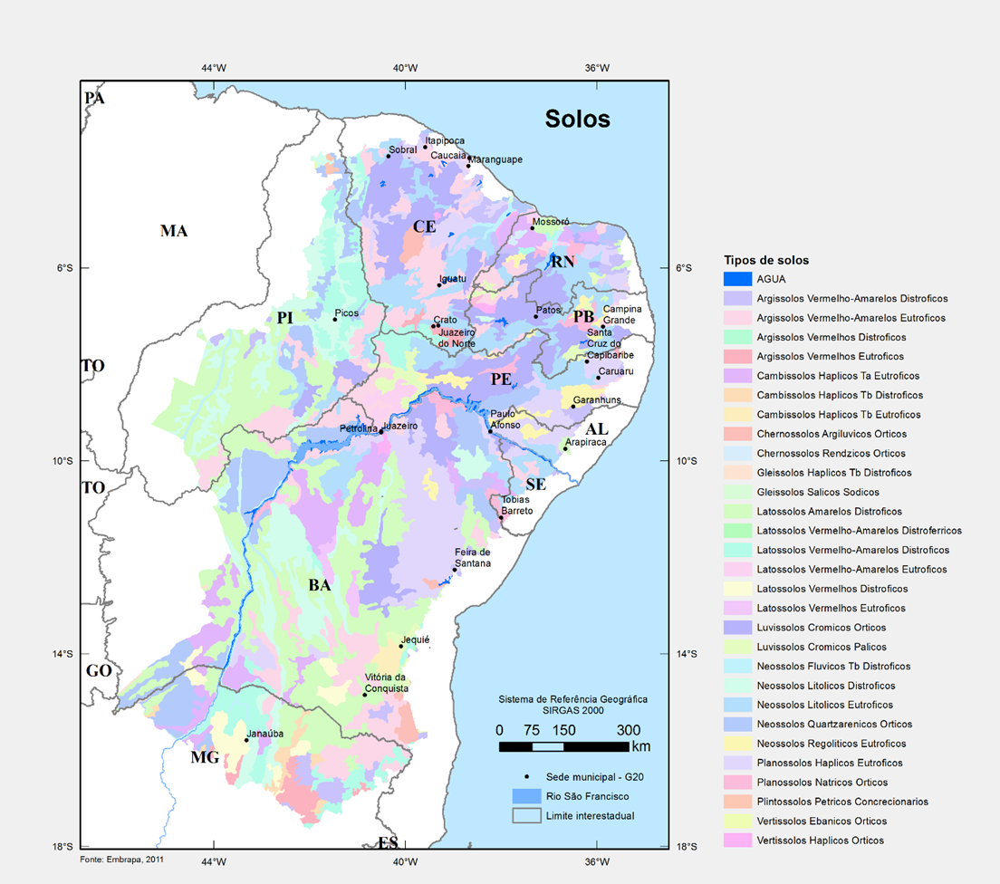 44°W 40°W 36°W
PA
Solos
Itapipoca
Sobral
Caucaia
Maranguape
MA
CE
Mossoró
6°S 6°S
RN
Iguatu
Patos
PI
Picos
Crato
Juazeiro
do Norte
PB
Campina
Grande
Santa
Cruz do
Capibaribe
TO
PE
Caruaru
Garanhuns
Petrolina
Juazeiro
Paulo
Afonso
AL
Arapiraca
10°S 10°S
TO
SE
Tobias
Barreto
Feira de
Santana
BA
Jequié
14°S 14°S
GO
Vitória da
Conquista
Janaúba
MG
ES
18°S 18°S
44°W 40°W 36°W
Sistema de Referência Geográfica
SIRGAS 2000
0 75 150 300
km
Sede municipal - G20
Rio São Francisco
Limite interestadual
Fonte: Embrapa, 2011
Tipos de solos
AGUA
Argissolos Vermelho-Amarelos Distroficos
Argissolos Vermelho-Amarelos Eutroficos
Argissolos Vermelhos Distroficos
Argissolos Vermelhos Eutroficos
Cambissolos Haplicos Ta Eutroficos
Cambissolos Haplicos Tb Distroficos
Cambissolos Haplicos Tb Eutroficos
Chernossolos Argiluvicos Orticos
Chernossolos Rendzicos Orticos
Gleissolos Haplicos Tb Distroficos
Gleissolos Salicos Sodicos
Latossolos Amarelos Distroficos
Latossolos Vermelho-Amarelos Distroferricos
Latossolos Vermelho-Amarelos Distroficos
Latossolos Vermelho-Amarelos Eutroficos
Latossolos Vermelhos Distroficos
Latossolos Vermelhos Eutroficos
Luvissolos Cromicos Orticos
Luvissolos Cromicos Palicos
Neossolos Fluvicos Tb Distroficos
Neossolos Litolicos Distroficos
Neossolos Litolicos Eutroficos
Neossolos Quartzarenicos Orticos
Neossolos Regoliticos Eutroficos
Planossolos Haplicos Eutroficos
Planossolos Natricos Orticos
Plintossolos Petricos Concrecionarios
Vertissolos Ebanicos Orticos
Vertissolos Haplicos Orticos